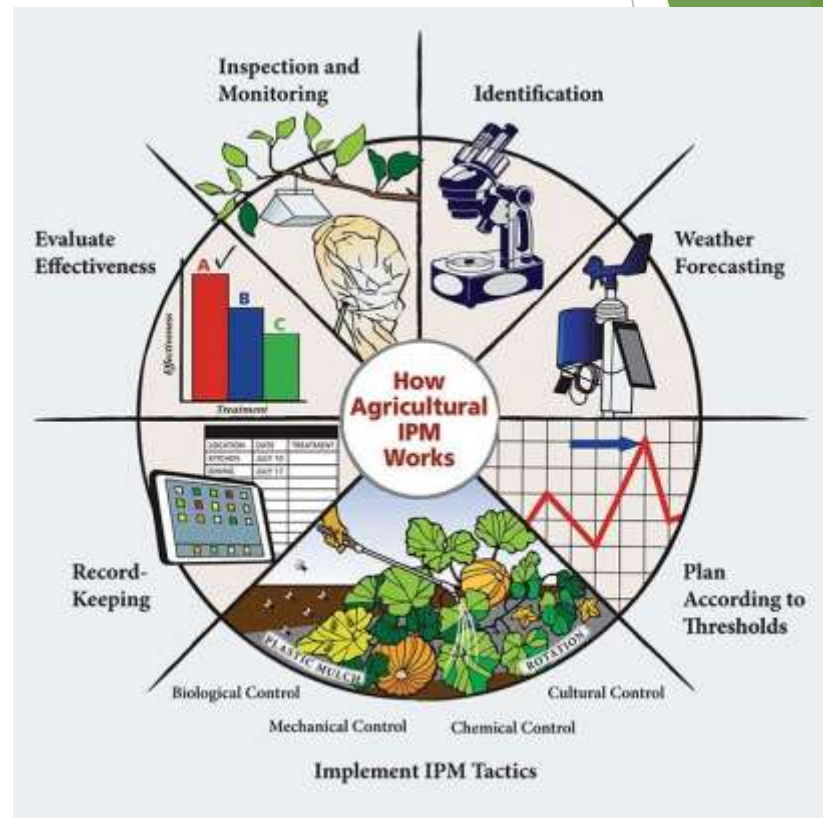 Inspection and
Monitoring
Identification
Evaluate
Effectiveness
Weather
Forecasting
A
B
C
Effectiveness
Treatment
How
Agricultural
IPM
Works
LOCATION DATE TREATMENT
KITCHEN JULY 10
DINING JULY 17
Record-
Keeping
Plan
According to
Thresholds
PLASTIC MULCH
ROTATION
Biological Control
Cultural Control
Mechanical Control
Chemical Control
Implement IPM Tactics